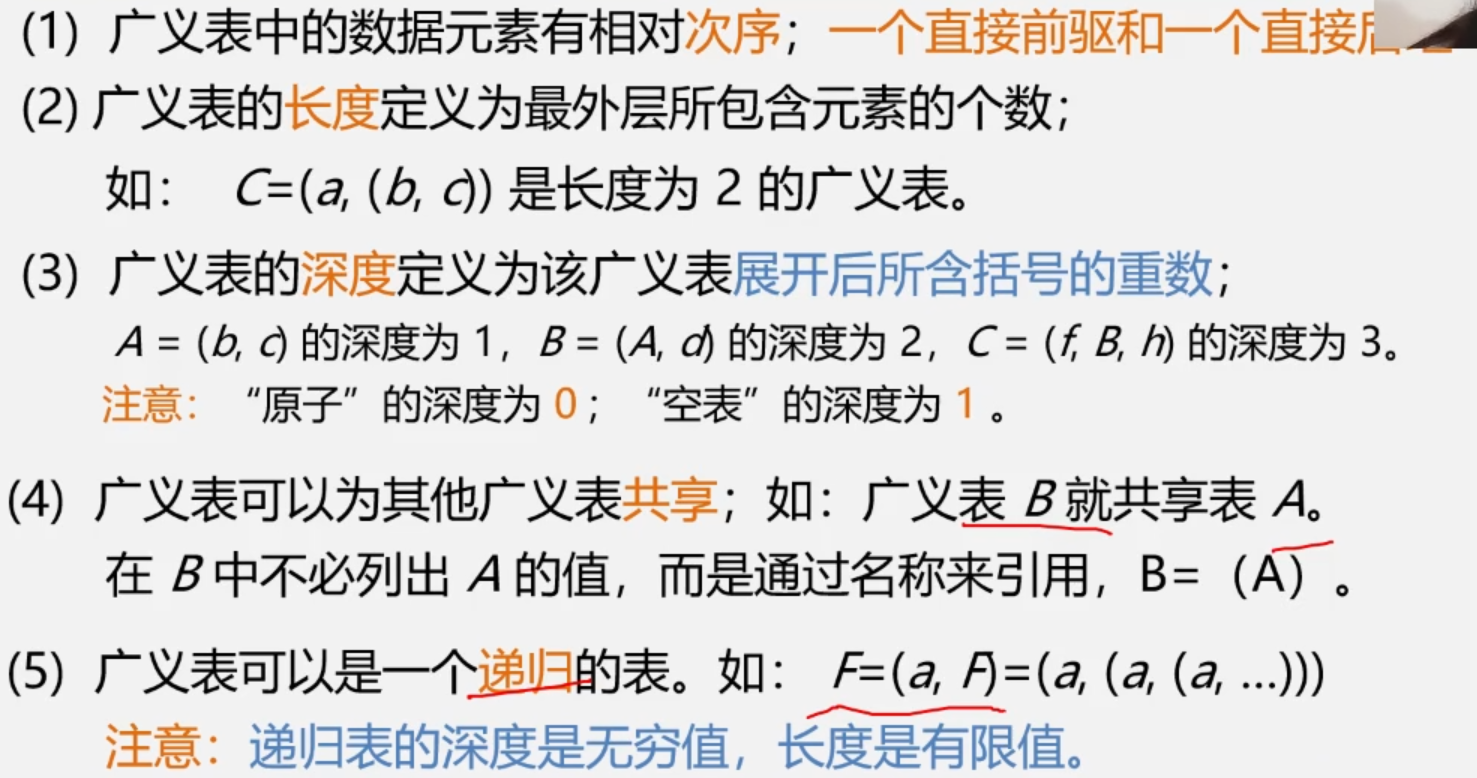 (1) 广义表中的数据元素有相对次序；一个直接前驱和一个直接后
(2) 广义表的长度定义为最外层所包含元素的个数；
如： C=(a, (b, c)) 是长度为 2 的广义表。
(3) 广义表的深度定义为该广义表展开后所含括号的重数；
A = (b, c) 的深度为 1，B = (A, d) 的深度为 2，C = (f, B, h) 的深度为 3。
注意：“原子”的深度为 0；“空表”的深度为 1 。
(4) 广义表可以为其他广义表共享；如：广义表 B 就共享表 A。
在 B 中不必列出 A 的值，而是通过名称来引用，B=（A）。
(5) 广义表可以是一个递归的表。如： F=(a, F)=(a, (a, (a, …)))
注意：递归表的深度是无穷值，长度是有限值。